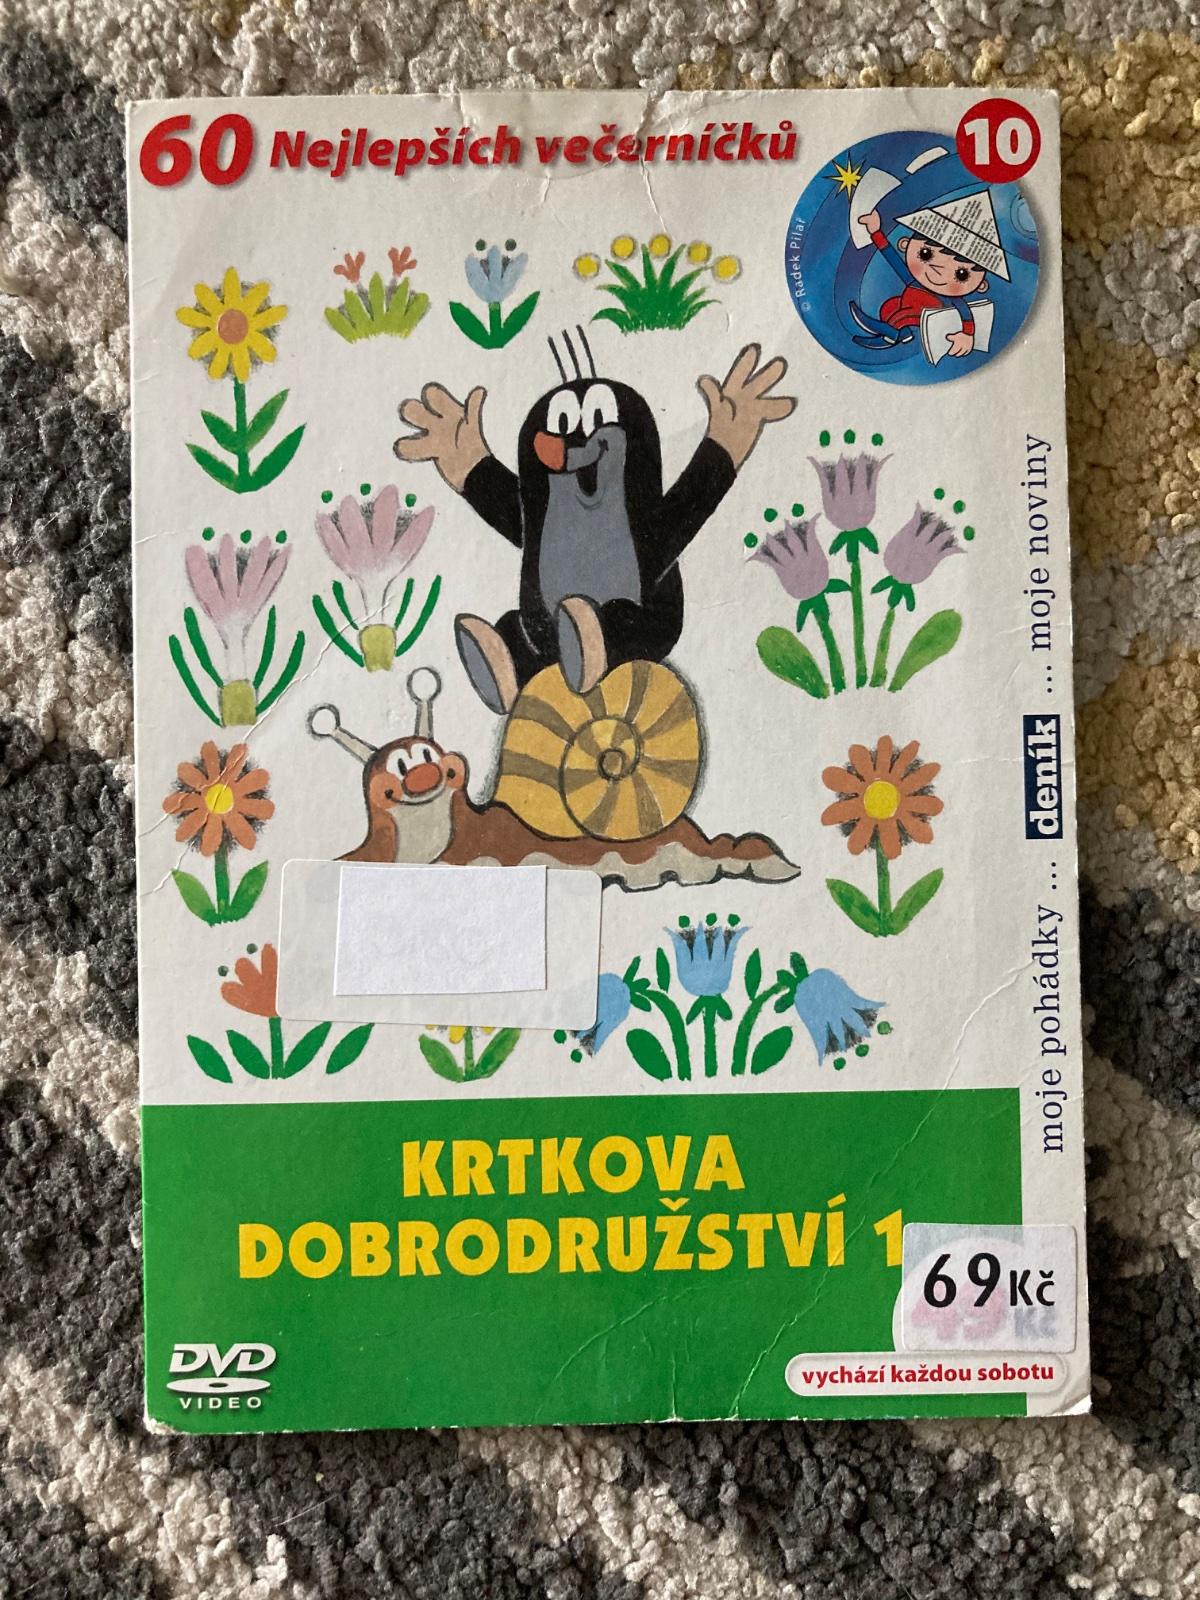 60 Nejlepších večerníčků
10
© Radek Pilař
moje pohádky ... deník ... moje noviny
KRTKOVA
DOBRODRUŽSTVÍ 1
69 Kč
vychází každou sobotu
DVD
VIDEO